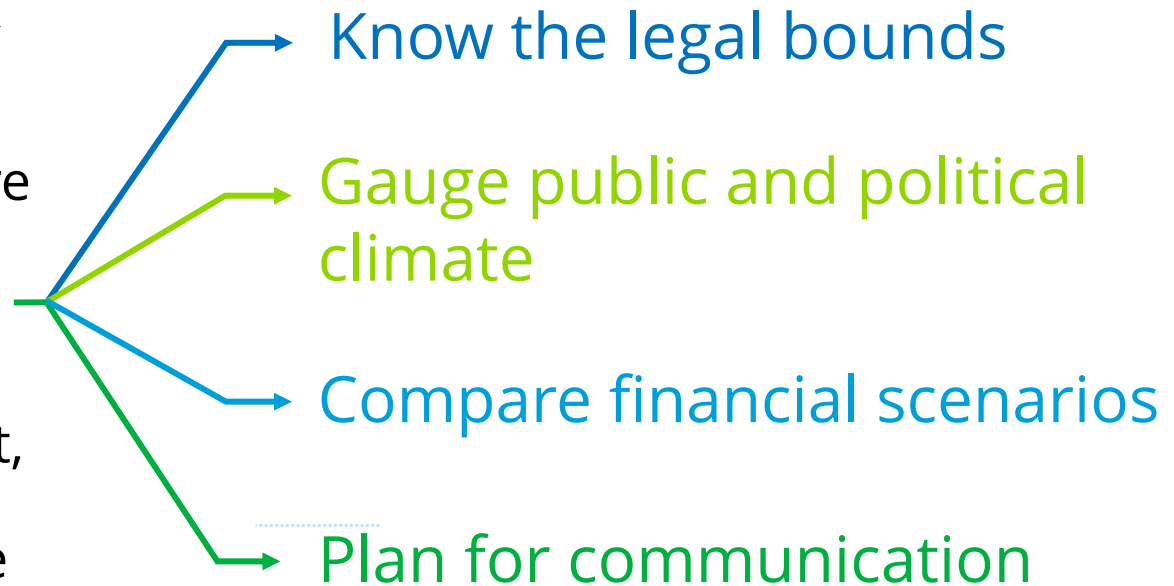 Know the legal bounds
Gauge public and political
climate
Compare financial scenarios
Plan for communication